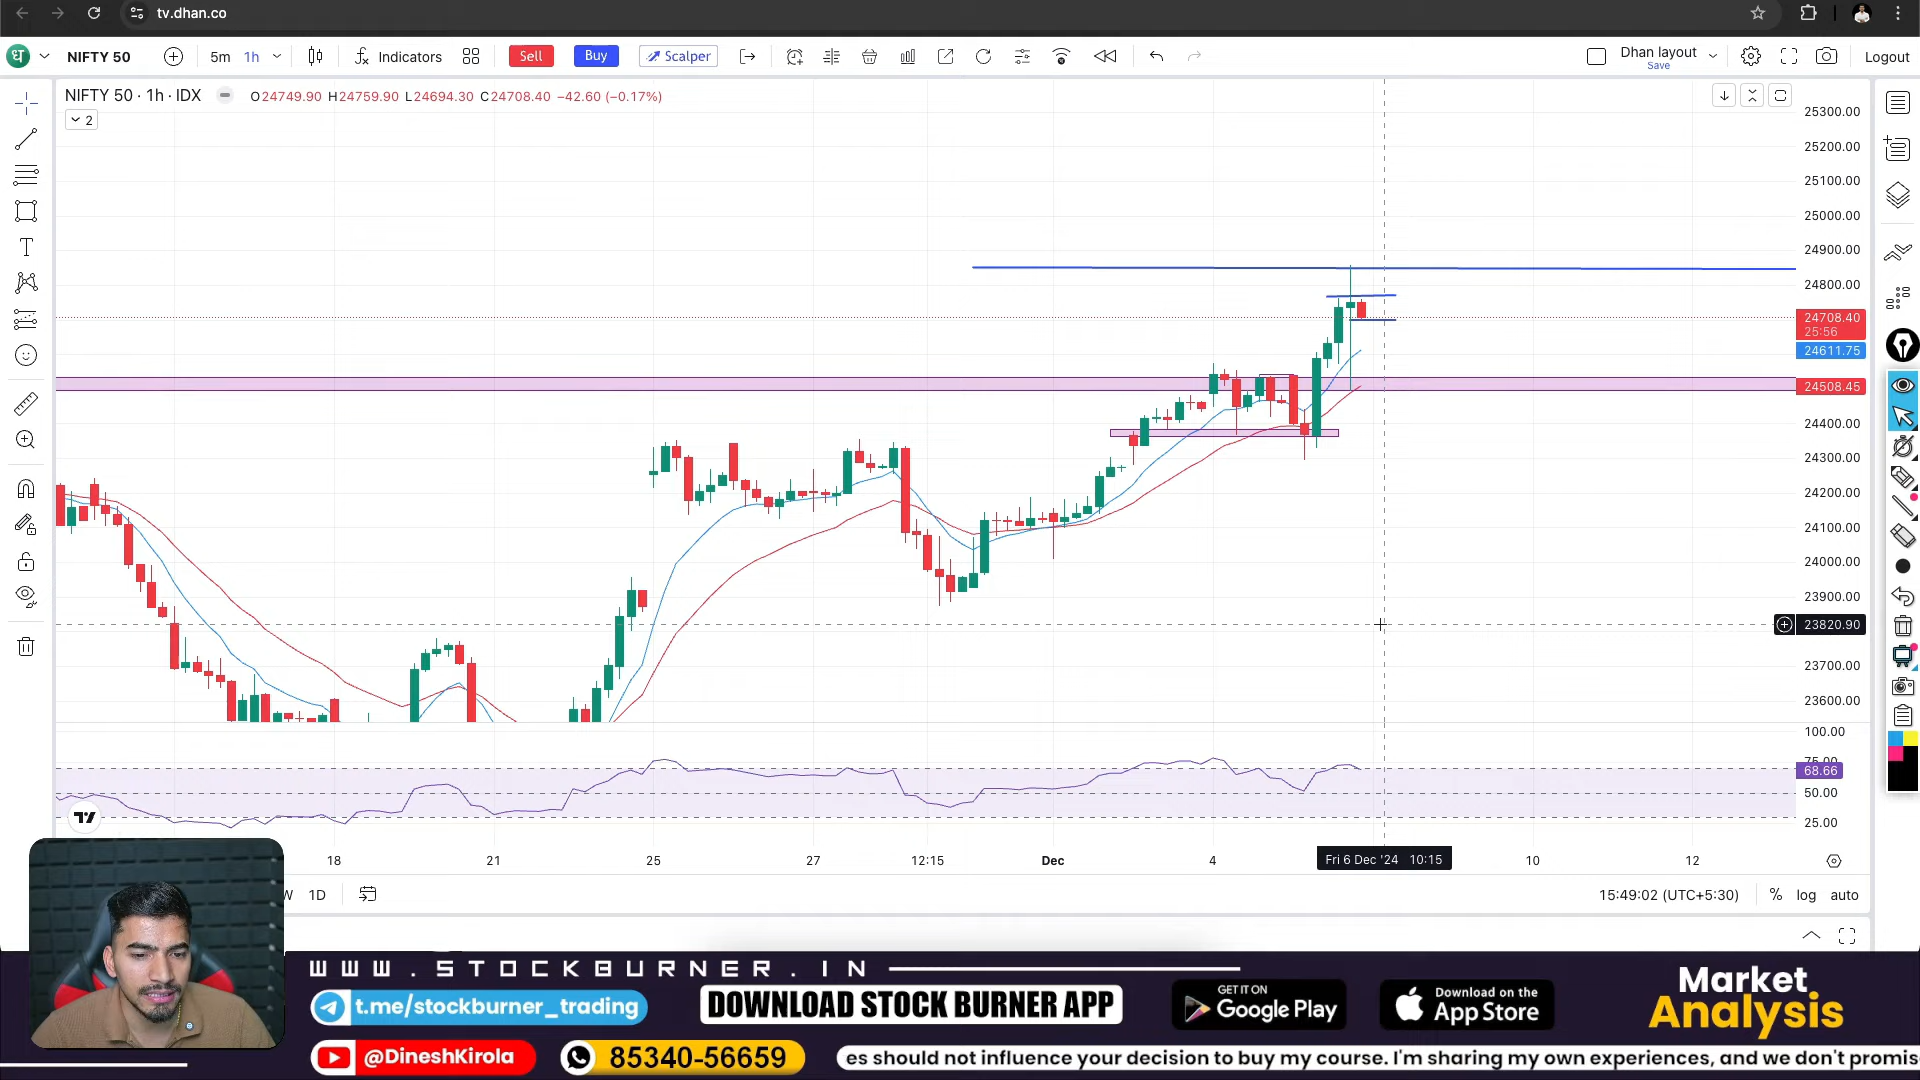 tv.dhan.co
NIFTY 50 5m 1h Indicators Sell Buy Scalper Dhan layout Save Logout
NIFTY 50 · 1h · IDX O24749.90 H24759.90 L24694.30 C24708.40 −42.60 (−0.17%)
2
25300.00
25200.00
25100.00
25000.00
24900.00
24800.00
24708.40
25:56
24611.75
24508.45
24400.00
24300.00
24200.00
24100.00
24000.00
23900.00
23820.90
23700.00
23600.00
100.00
75.00
68.66
50.00
25.00
18 21 25 27 12:15 Dec 4 Fri 6 Dec '24 10:15 10 12
1D 15:49:02 (UTC+5:30) % log auto
WWW.STOCKBURNER.IN
t.me/stockburner_trading
DOWNLOAD STOCK BURNER APP
GET IT ON
Google Play
Download on the
App Store
Market
Analysis
@DineshKirola
85340-56659
es should not influence your decision to buy my course. I'm sharing my own experiences, and we don't promis